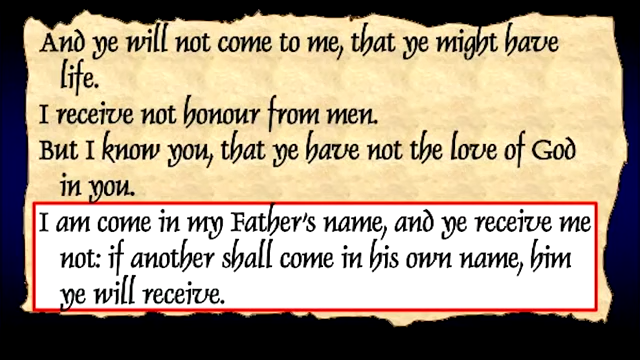 And ye will not come to me, that ye might have
life.
I receive not honour from men.
But I know you, that ye have not the love of God
in you.
I am come in my Father's name, and ye receive me
not: if another shall come in his own name, him
ye will receive.